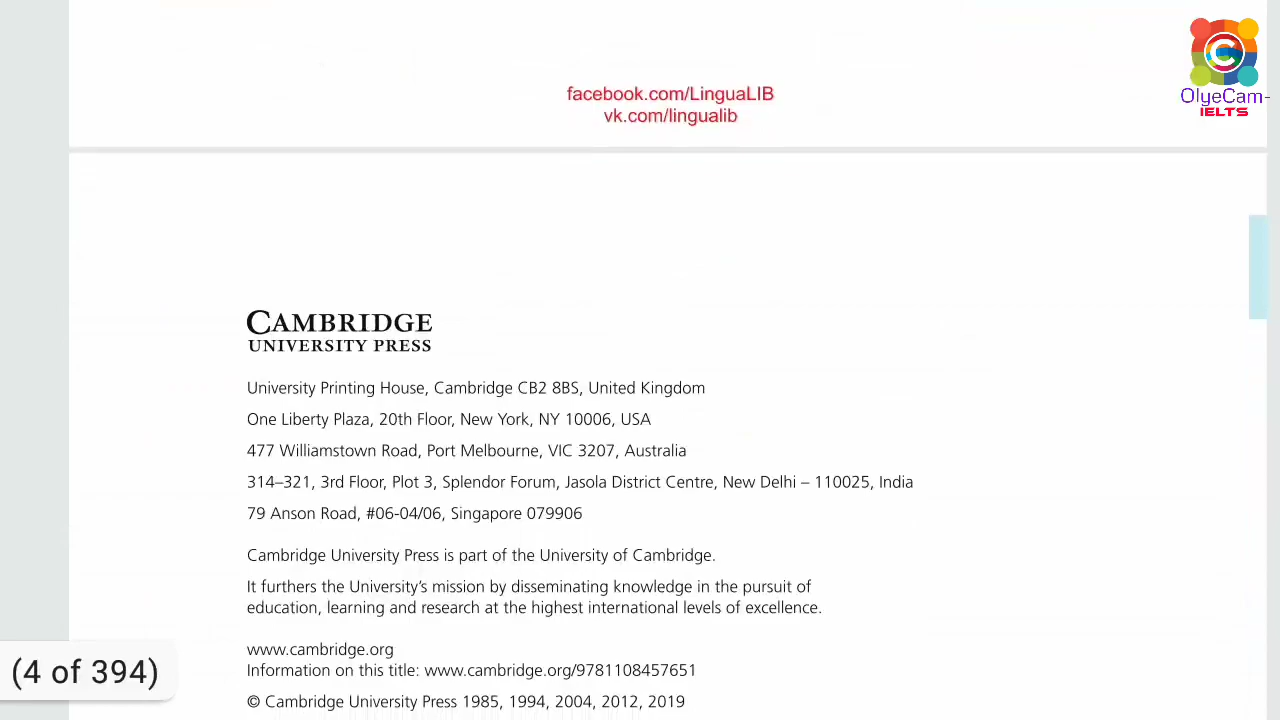 facebook.com/LinguaLIB
vk.com/lingualib
C
OlyeCam-
IELTS
CAMBRIDGE
UNIVERSITY PRESS
University Printing House, Cambridge CB2 8BS, United Kingdom
One Liberty Plaza, 20th Floor, New York, NY 10006, USA
477 Williamstown Road, Port Melbourne, VIC 3207, Australia
314–321, 3rd Floor, Plot 3, Splendor Forum, Jasola District Centre, New Delhi – 110025, India
79 Anson Road, #06-04/06, Singapore 079906
Cambridge University Press is part of the University of Cambridge.
It furthers the University’s mission by disseminating knowledge in the pursuit of
education, learning and research at the highest international levels of excellence.
www.cambridge.org
Information on this title: www.cambridge.org/9781108457651
© Cambridge University Press 1985, 1994, 2004, 2012, 2019
(4 of 394)